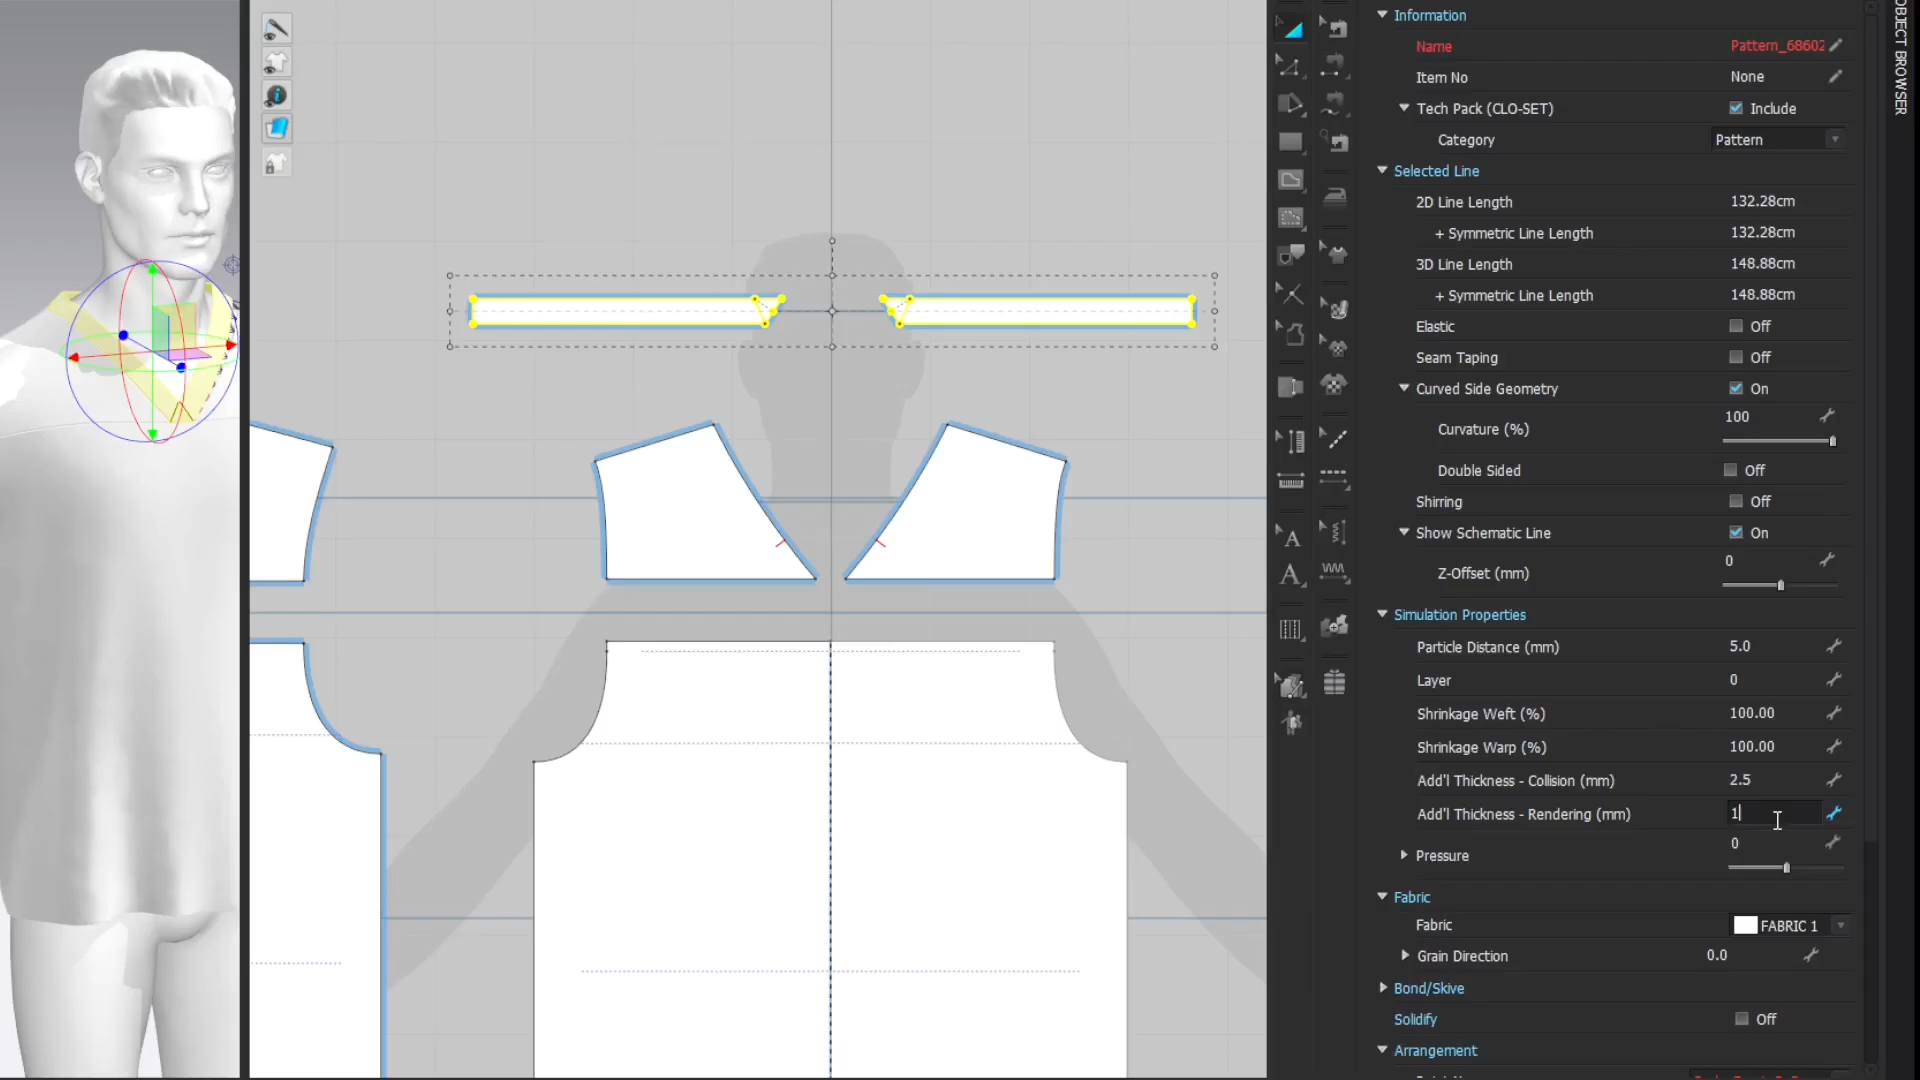 OBJECT BROWSER
Information
Name Pattern_68602
Item No None
Tech Pack (CLO-SET) Include
Category Pattern
Selected Line
2D Line Length 132.28cm
+ Symmetric Line Length 132.28cm
3D Line Length 148.88cm
+ Symmetric Line Length 148.88cm
Elastic Off
Seam Taping Off
Curved Side Geometry On
Curvature (%) 100
Double Sided Off
Shirring Off
Show Schematic Line On
Z-Offset (mm) 0
Simulation Properties
Particle Distance (mm) 5.0
Layer 0
Shrinkage Weft (%) 100.00
Shrinkage Warp (%) 100.00
Add'l Thickness - Collision (mm) 2.5
Add'l Thickness - Rendering (mm) 1
Pressure 0
Fabric
Fabric FABRIC 1
Grain Direction 0.0
Bond/Skive
Solidify Off
Arrangement